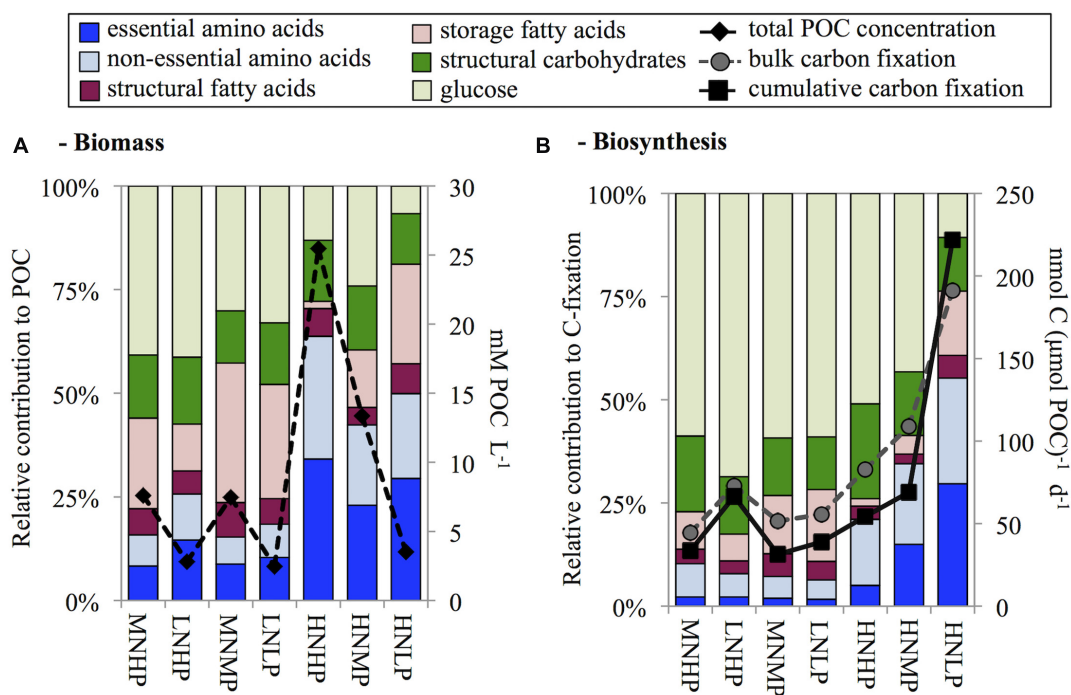 essential amino acids
storage fatty acids
total POC concentration
non-essential amino acids
structural carbohydrates
bulk carbon fixation
structural fatty acids
glucose
cumulative carbon fixation
A - Biomass
B - Biosynthesis
100%
75%
50%
25%
0%
Relative contribution to POC
30
25
20
15
10
5
0
mM POC L-1
MNHP
LNHP
MNMP
LNLP
HNHP
HNMP
HNLP
100%
75%
50%
25%
0%
Relative contribution to C-fixation
250
200
150
100
50
0
nmol C (μmol POC)-1 d-1
MNHP
LNHP
MNMP
LNLP
HNHP
HNMP
HNLP